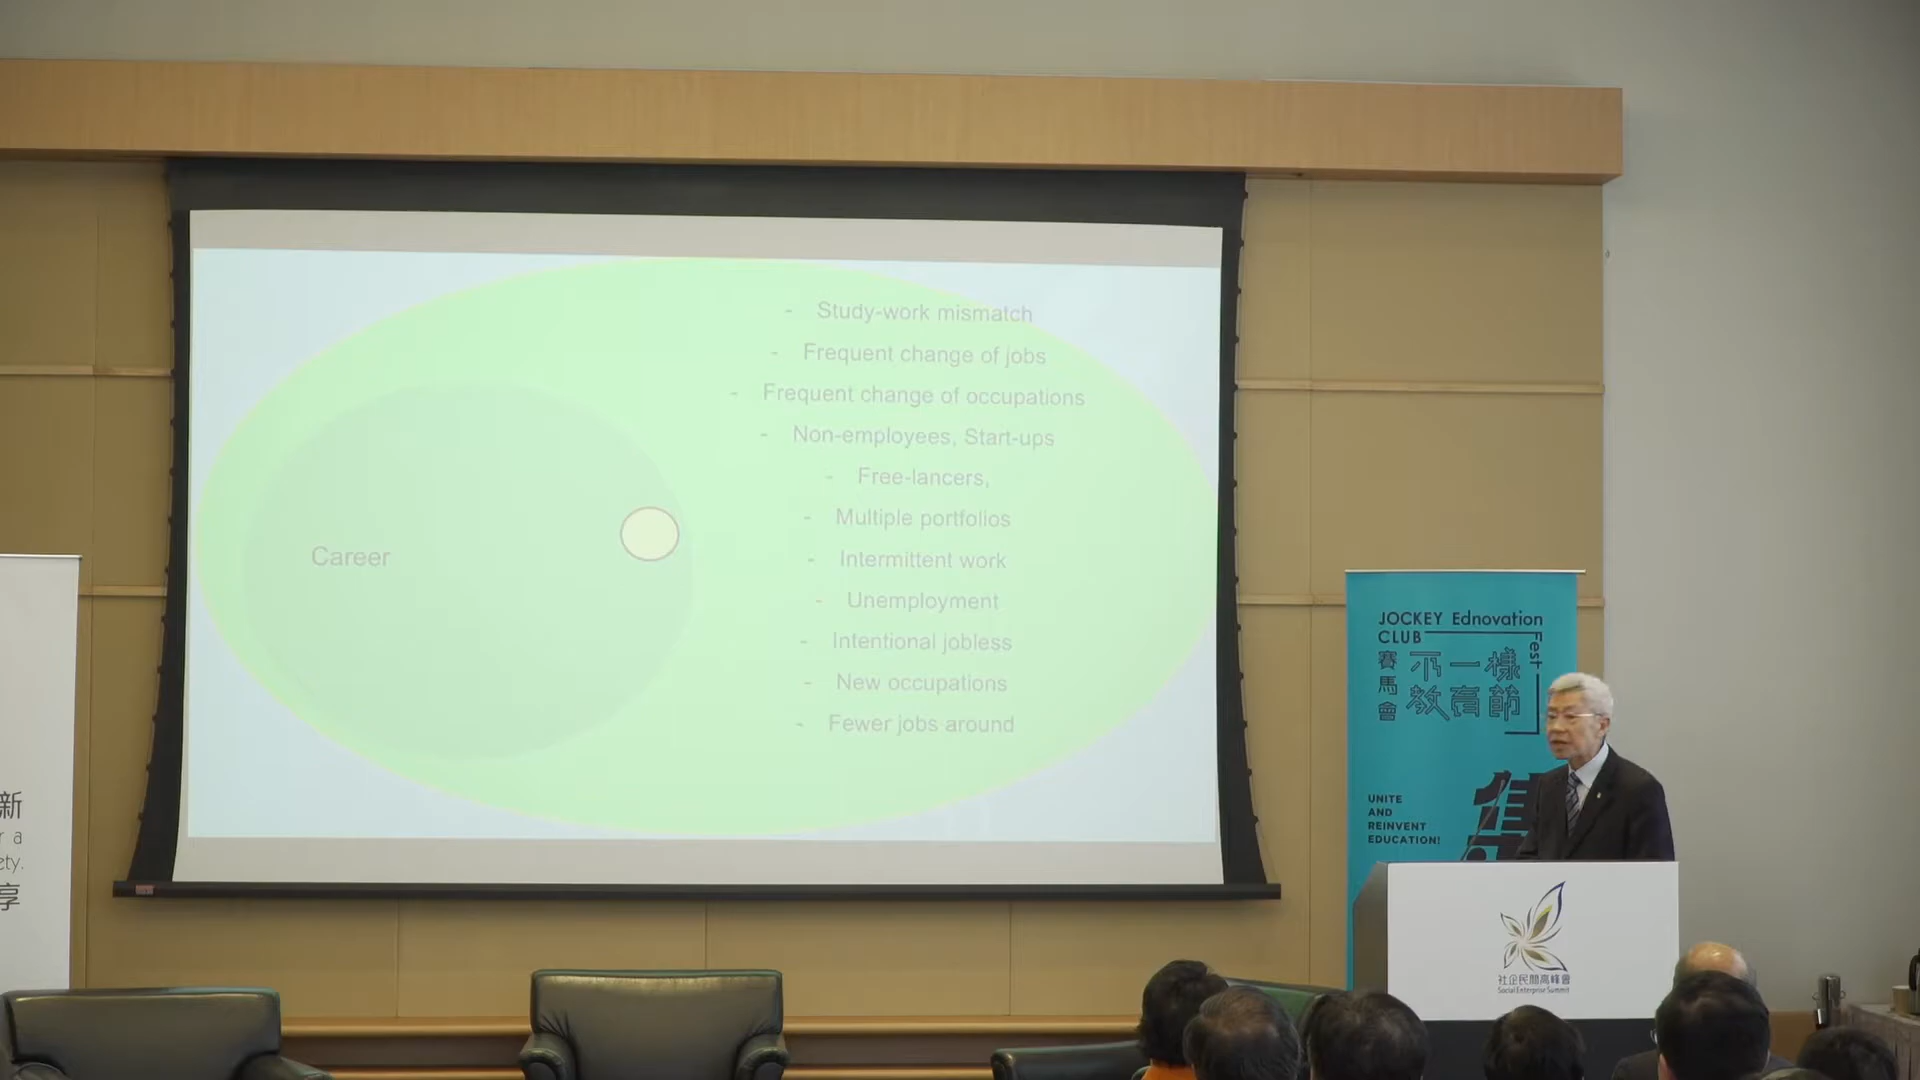 - Study-work mismatch
- Frequent change of jobs
- Frequent change of occupations
- Non-employees, Start-ups
- Free-lancers,
- Multiple portfolios
- Intermittent work
- Unemployment
- Intentional jobless
- New occupations
- Fewer jobs around
Career
JOCKEY Ednovation
CLUB Fest
賽馬會
不一樣
教育節
UNITE
AND
REINVENT
EDUCATION!
社企民間高峰會
Social Enterprise Summit
新
r a
ety.
享